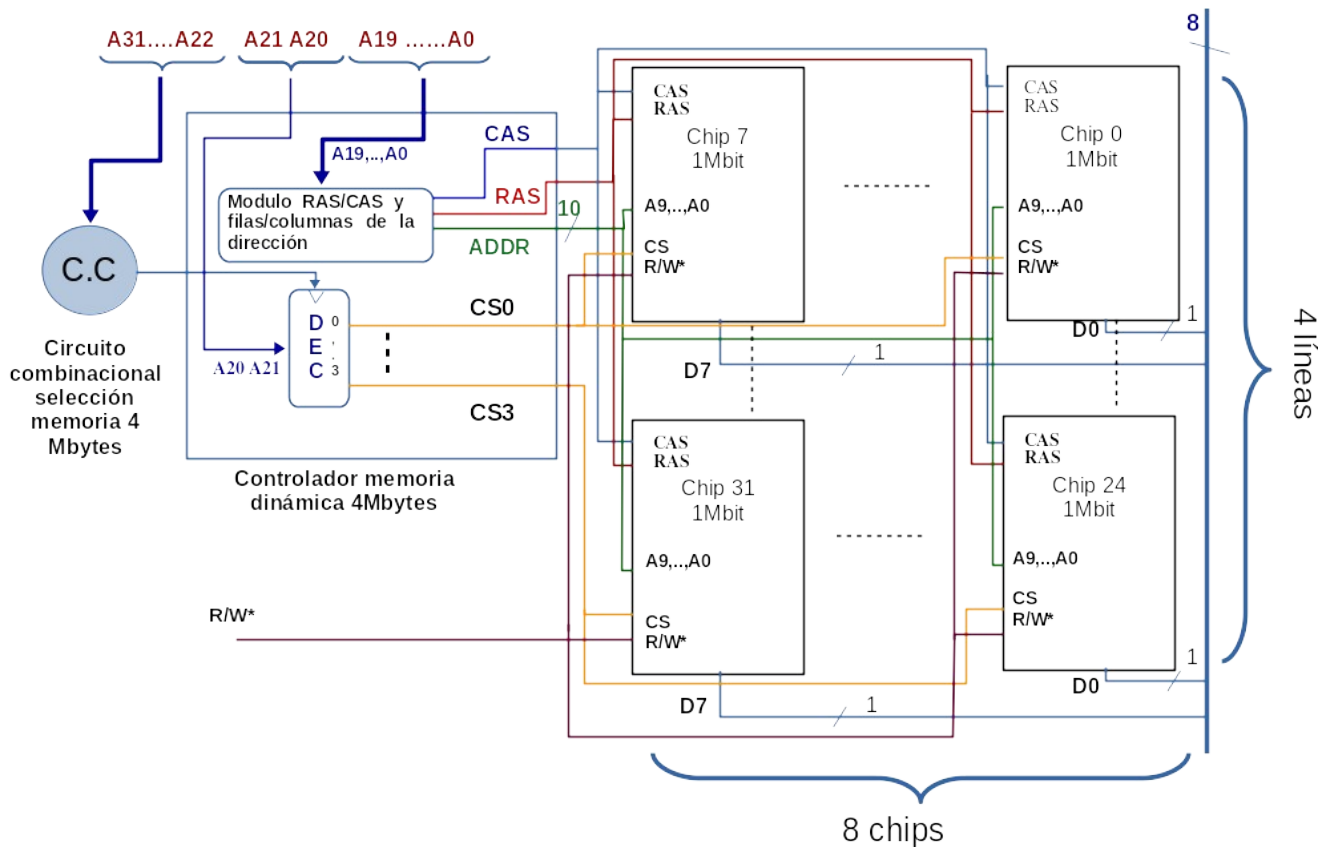 A31....A22
A21 A20
A19 ......A0
8
CAS
A19,..,A0
RAS
10
ADDR
Modulo RAS/CAS y
filas/columnas de la
dirección
C.C
Circuito
combinacional
selección
memoria 4
Mbytes
D 0
E .
C 3
A20 A21
CS0
CS3
Controlador memoria
dinámica 4Mbytes
R/W*
CAS
RAS
Chip 7
1Mbit
A9,..,A0
CS
R/W*
D7
1
CAS
RAS
Chip 0
1Mbit
A9,..,A0
CS
R/W*
D0
1
CAS
RAS
Chip 31
1Mbit
A9,..,A0
CS
R/W*
D7
1
CAS
RAS
Chip 24
1Mbit
A9,..,A0
CS
R/W*
D0
1
4 líneas
8 chips